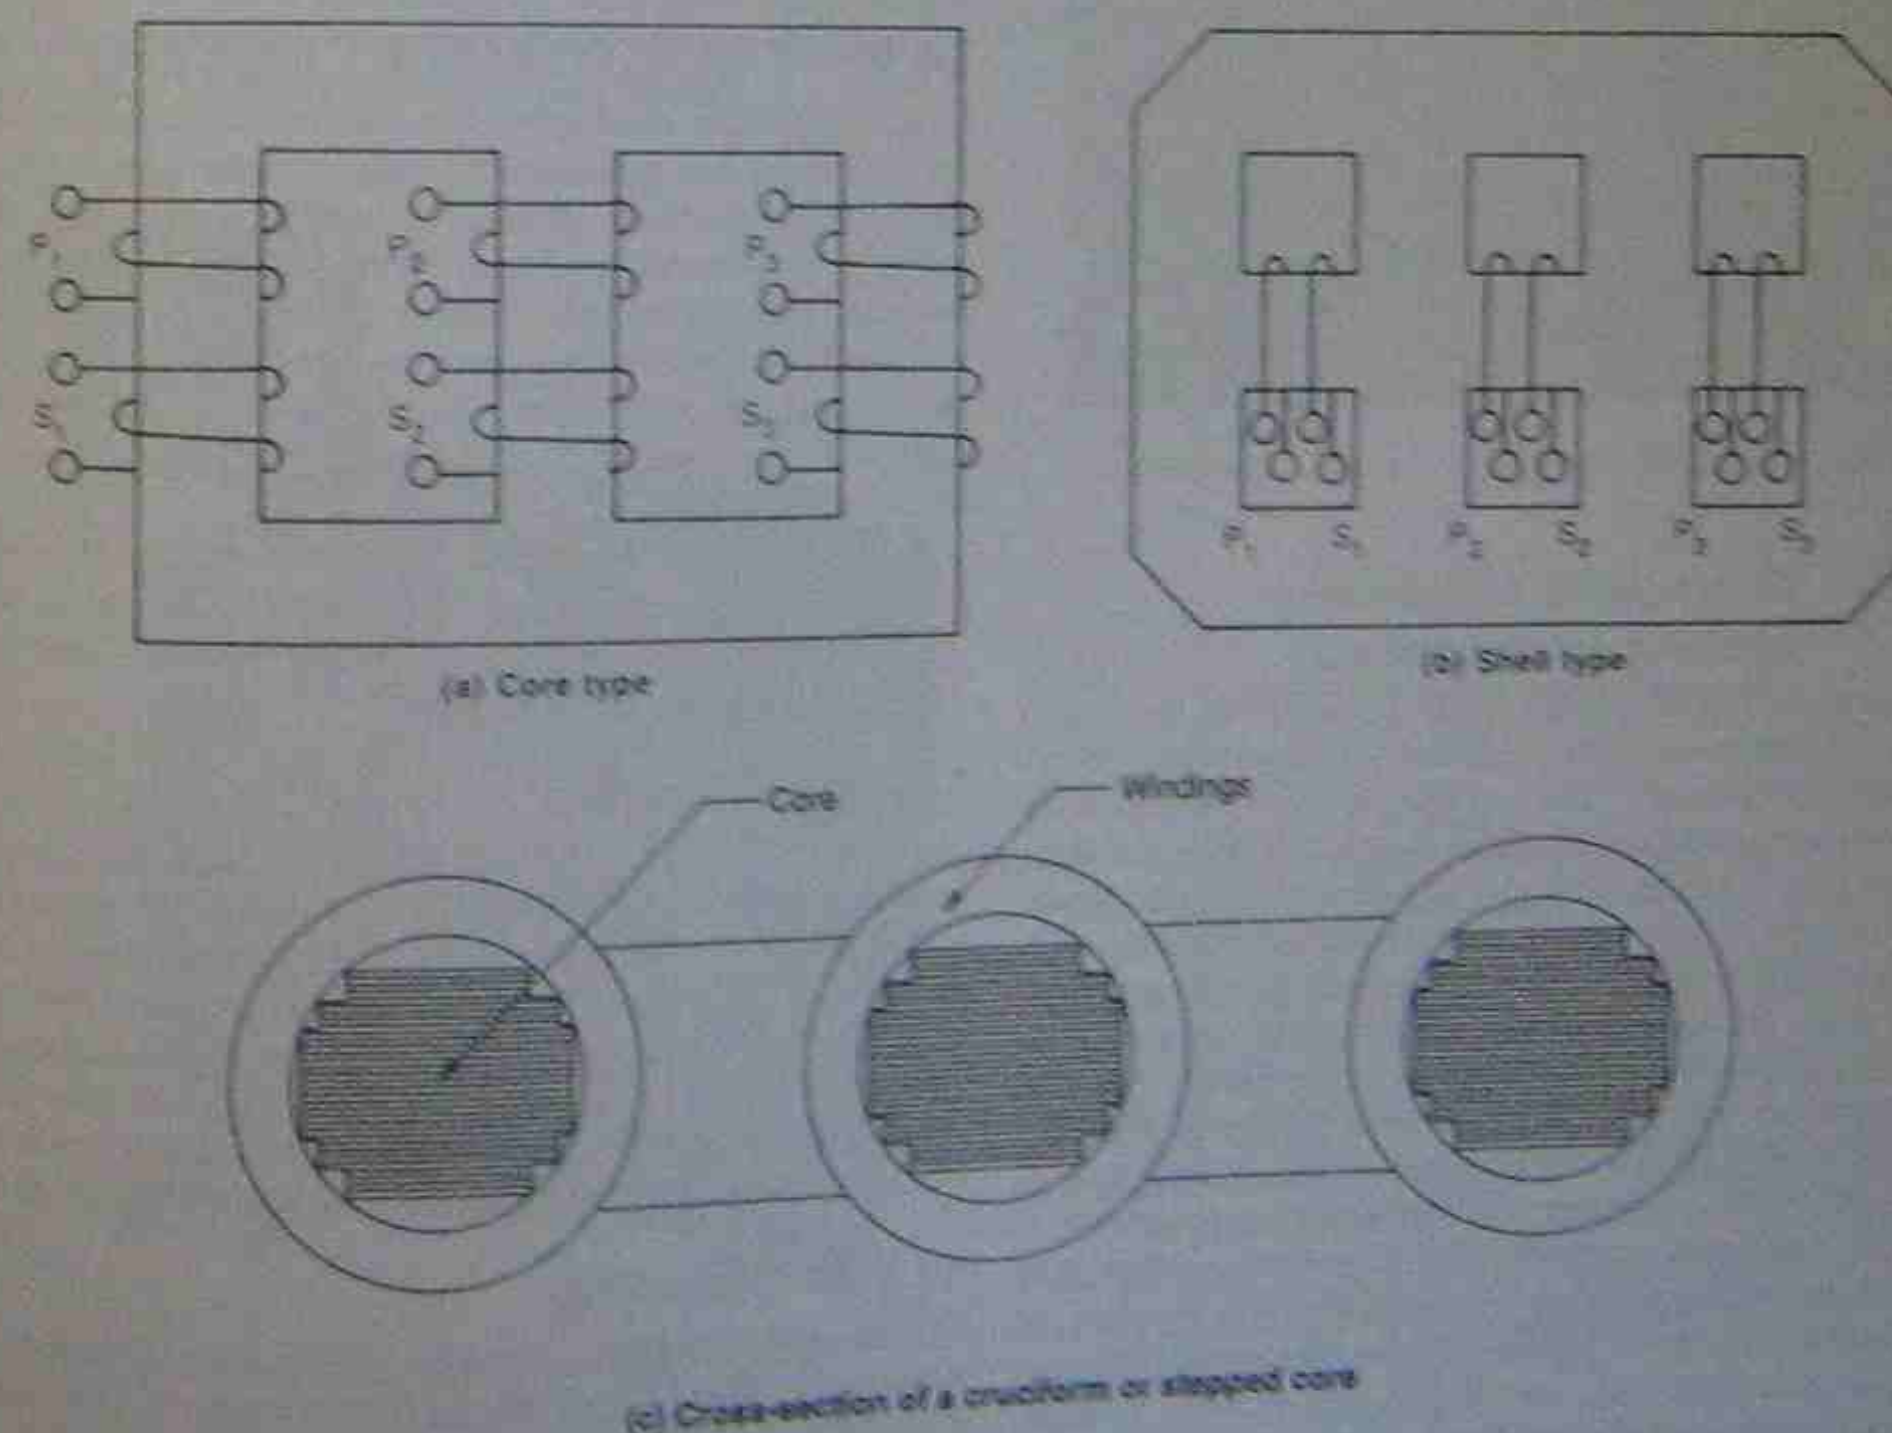 P1
P2
P3
S1
S2
S3
P1 S1 P2 S2 P3 S3
(a) Core type
(b) Shell type
Core
Windings
(c) Cross-section of a cruciform or stepped core